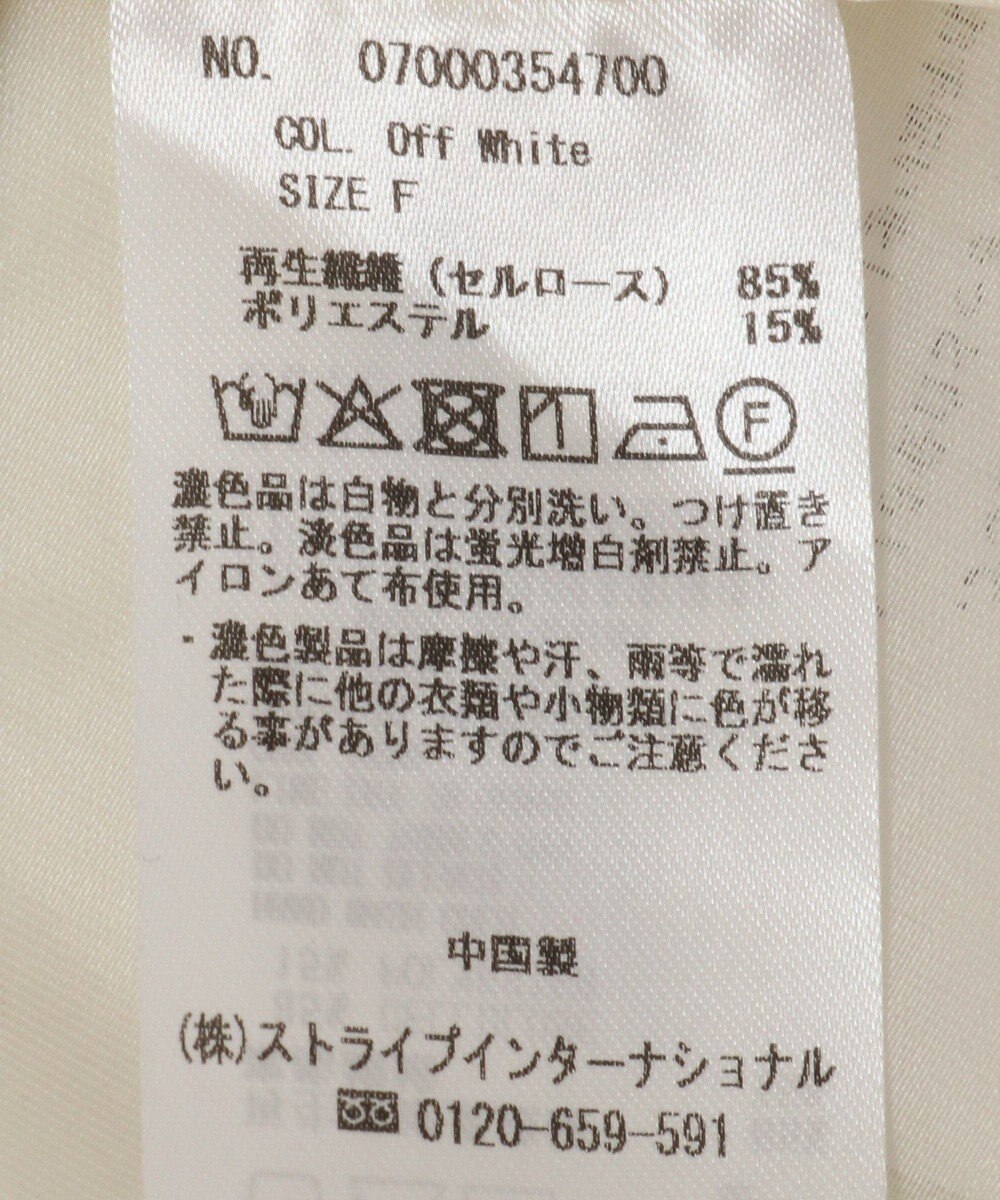 NO. 07000354700
COL. Off White
SIZE F
再生繊維（セルロース） 85%
ポリエステル 15%
F
濃色品は白物と分別洗い。つけ置き
禁止。淡色品は蛍光増白剤禁止。ア
イロンあて布使用。
・濃色製品は摩擦や汗、雨等で濡れ
た際に他の衣類や小物類に色が移
る事がありますのでご注意くださ
い。
中国製
(株)ストライプインターナショナル
0120-659-591